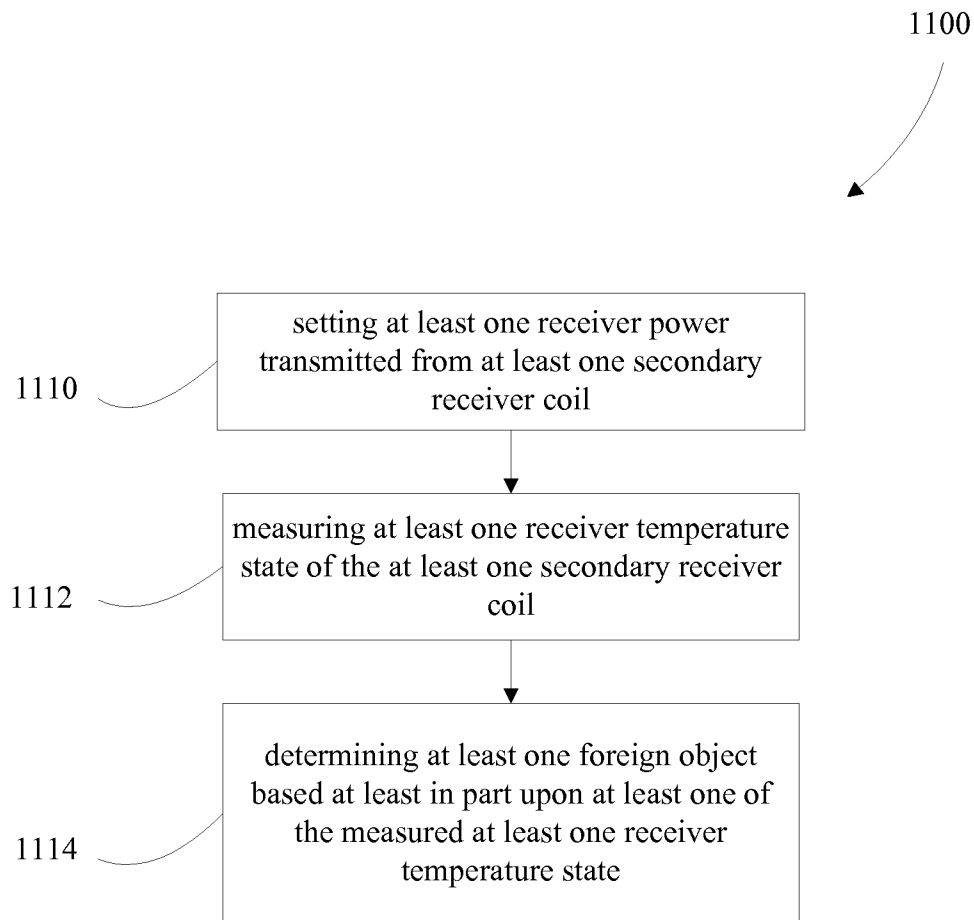 1100
setting at least one receiver power
transmitted from at least one secondary
receiver coil
1110
measuring at least one receiver temperature
state of the at least one secondary receiver
coil
1112
determining at least one foreign object
based at least in part upon at least one of
the measured at least one receiver
temperature state
1114